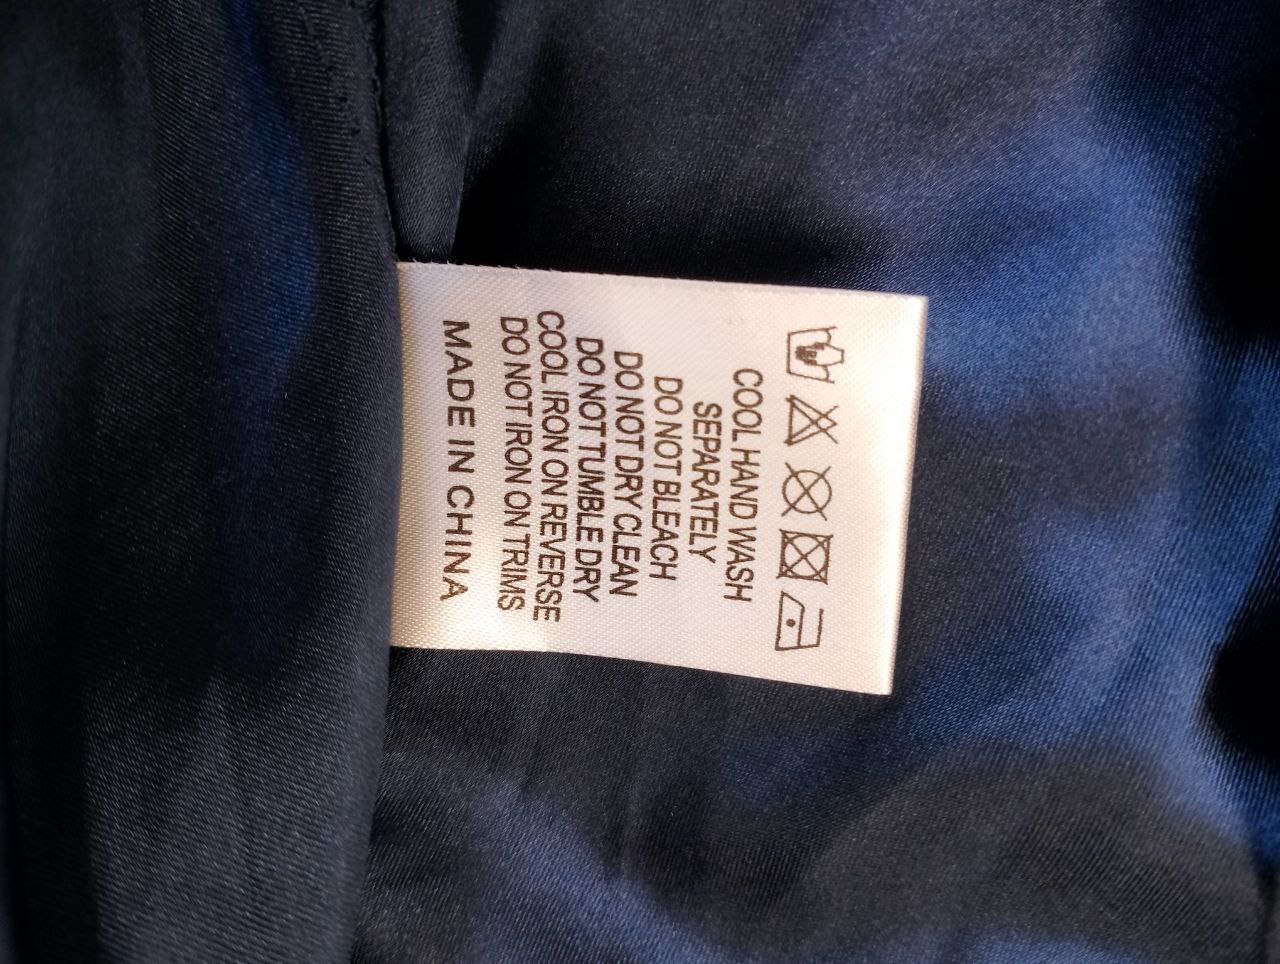 COOL HAND WASH
SEPARATELY
DO NOT BLEACH
DO NOT DRY CLEAN
DO NOT TUMBLE DRY
COOL IRON ON REVERSE
DO NOT IRON ON TRIMS
MADE IN CHINA